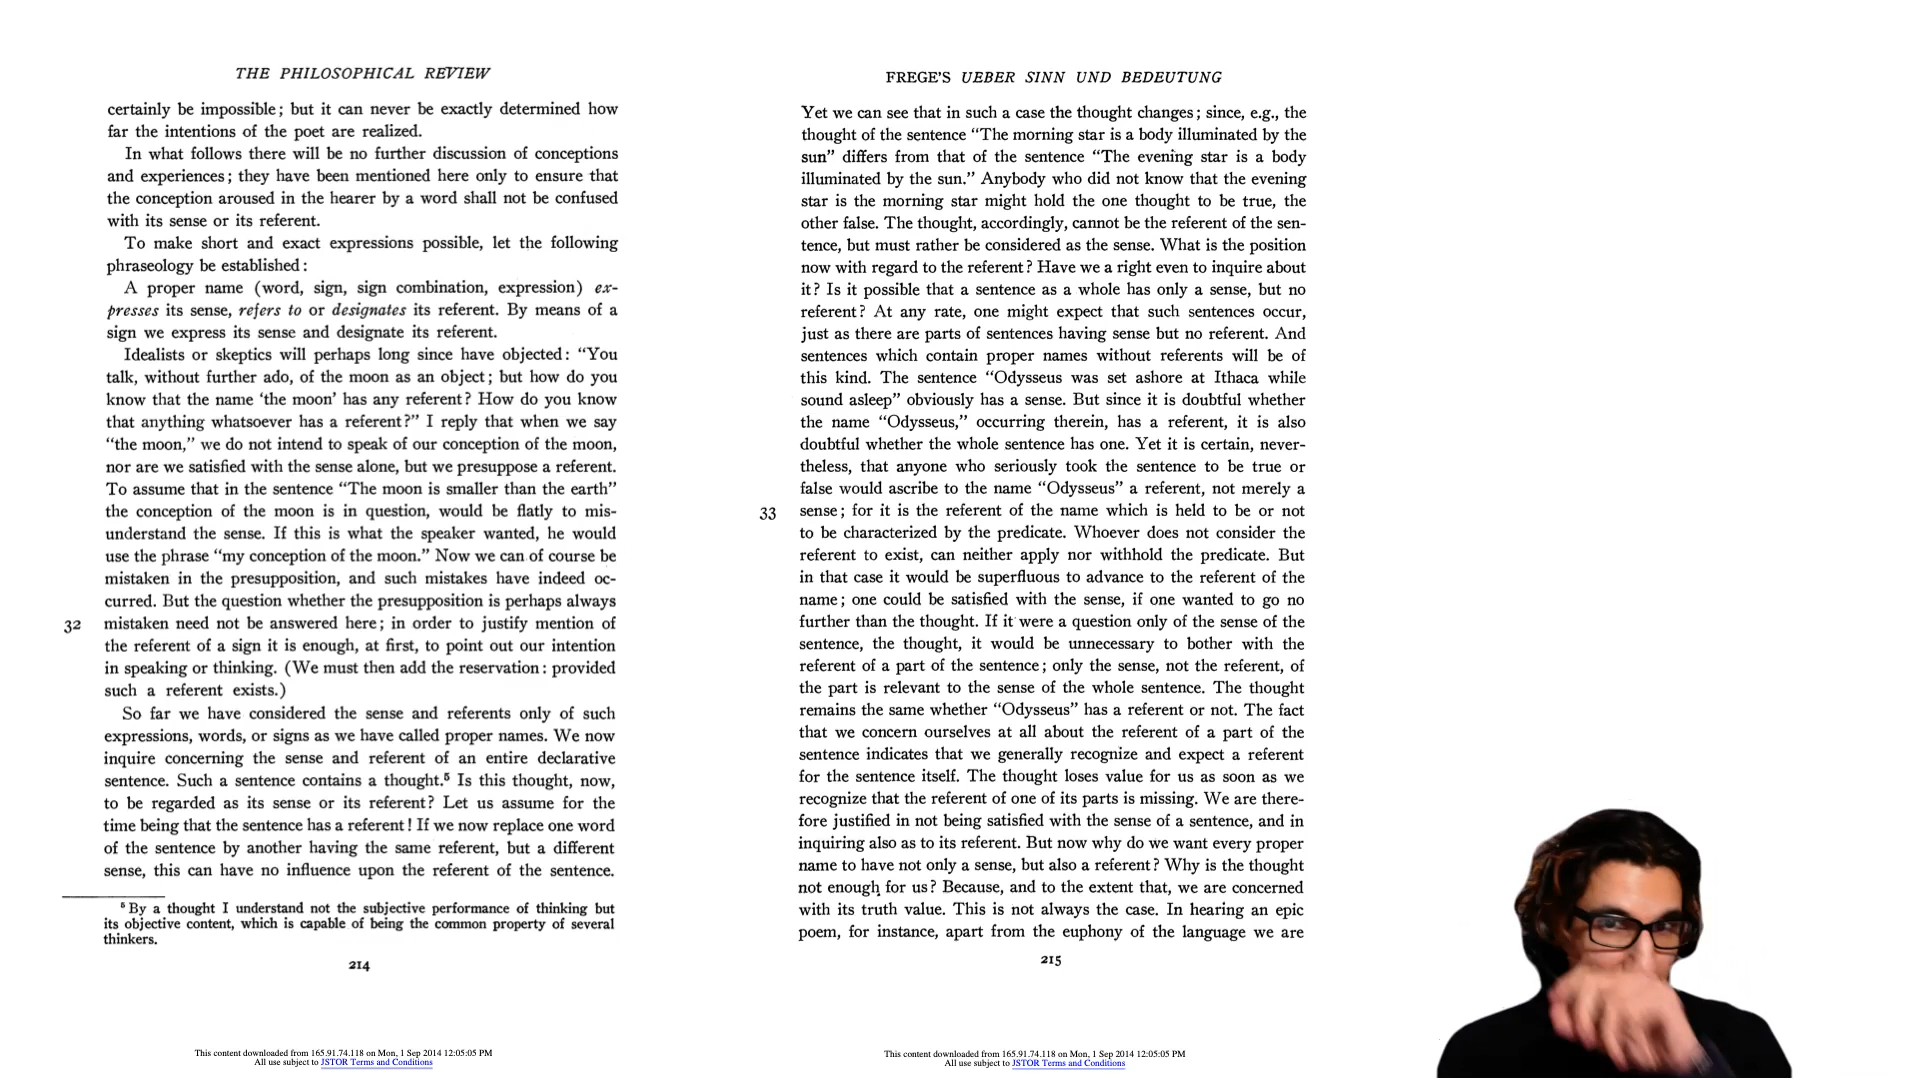 THE PHILOSOPHICAL REVIEW
certainly be impossible; but it can never be exactly determined how
far the intentions of the poet are realized.
In what follows there will be no further discussion of conceptions
and experiences; they have been mentioned here only to ensure that
the conception aroused in the hearer by a word shall not be confused
with its sense or its referent.
To make short and exact expressions possible, let the following
phraseology be established:
A proper name (word, sign, sign combination, expression) ex-
presses its sense, refers to or designates its referent. By means of a
sign we express its sense and designate its referent.
Idealists or skeptics will perhaps long since have objected: “You
talk, without further ado, of the moon as an object; but how do you
know that the name ‘the moon’ has any referent? How do you know
that anything whatsoever has a referent?” I reply that when we say
“the moon,” we do not intend to speak of our conception of the moon,
nor are we satisfied with the sense alone, but we presuppose a referent.
To assume that in the sentence “The moon is smaller than the earth”
the conception of the moon is in question, would be flatly to mis-
understand the sense. If this is what the speaker wanted, he would
use the phrase “my conception of the moon.” Now we can of course be
mistaken in the presupposition, and such mistakes have indeed oc-
curred. But the question whether the presupposition is perhaps always
32 mistaken need not be answered here; in order to justify mention of
the referent of a sign it is enough, at first, to point out our intention
in speaking or thinking. (We must then add the reservation: provided
such a referent exists.)
So far we have considered the sense and referents only of such
expressions, words, or signs as we have called proper names. We now
inquire concerning the sense and referent of an entire declarative
sentence. Such a sentence contains a thought.⁵ Is this thought, now,
to be regarded as its sense or its referent? Let us assume for the
time being that the sentence has a referent! If we now replace one word
of the sentence by another having the same referent, but a different
sense, this can have no influence upon the referent of the sentence.
⁵ By a thought I understand not the subjective performance of thinking but
its objective content, which is capable of being the common property of several
thinkers.
214
This content downloaded from 165.91.74.118 on Mon, 1 Sep 2014 12:05:05 PM
All use subject to JSTOR Terms and Conditions
FREGE'S UEBER SINN UND BEDEUTUNG
Yet we can see that in such a case the thought changes; since, e.g., the
thought of the sentence “The morning star is a body illuminated by the
sun” differs from that of the sentence “The evening star is a body
illuminated by the sun.” Anybody who did not know that the evening
star is the morning star might hold the one thought to be true, the
other false. The thought, accordingly, cannot be the referent of the sen-
tence, but must rather be considered as the sense. What is the position
now with regard to the referent? Have we a right even to inquire about
it? Is it possible that a sentence as a whole has only a sense, but no
referent? At any rate, one might expect that such sentences occur,
just as there are parts of sentences having sense but no referent. And
sentences which contain proper names without referents will be of
this kind. The sentence “Odysseus was set ashore at Ithaca while
sound asleep” obviously has a sense. But since it is doubtful whether
the name “Odysseus,” occurring therein, has a referent, it is also
doubtful whether the whole sentence has one. Yet it is certain, never-
theless, that anyone who seriously took the sentence to be true or
false would ascribe to the name “Odysseus” a referent, not merely a
33 sense; for it is the referent of the name which is held to be or not
to be characterized by the predicate. Whoever does not consider the
referent to exist, can neither apply nor withhold the predicate. But
in that case it would be superfluous to advance to the referent of the
name; one could be satisfied with the sense, if one wanted to go no
further than the thought. If it were a question only of the sense of the
sentence, the thought, it would be unnecessary to bother with the
referent of a part of the sentence; only the sense, not the referent, of
the part is relevant to the sense of the whole sentence. The thought
remains the same whether “Odysseus” has a referent or not. The fact
that we concern ourselves at all about the referent of a part of the
sentence indicates that we generally recognize and expect a referent
for the sentence itself. The thought loses value for us as soon as we
recognize that the referent of one of its parts is missing. We are there-
fore justified in not being satisfied with the sense of a sentence, and in
inquiring also as to its referent. But now why do we want every proper
name to have not only a sense, but also a referent? Why is the thought
not enough for us? Because, and to the extent that, we are concerned
with its truth value. This is not always the case. In hearing an epic
poem, for instance, apart from the euphony of the language we are
215
This content downloaded from 165.91.74.118 on Mon, 1 Sep 2014 12:05:05 PM
All use subject to JSTOR Terms and Conditions